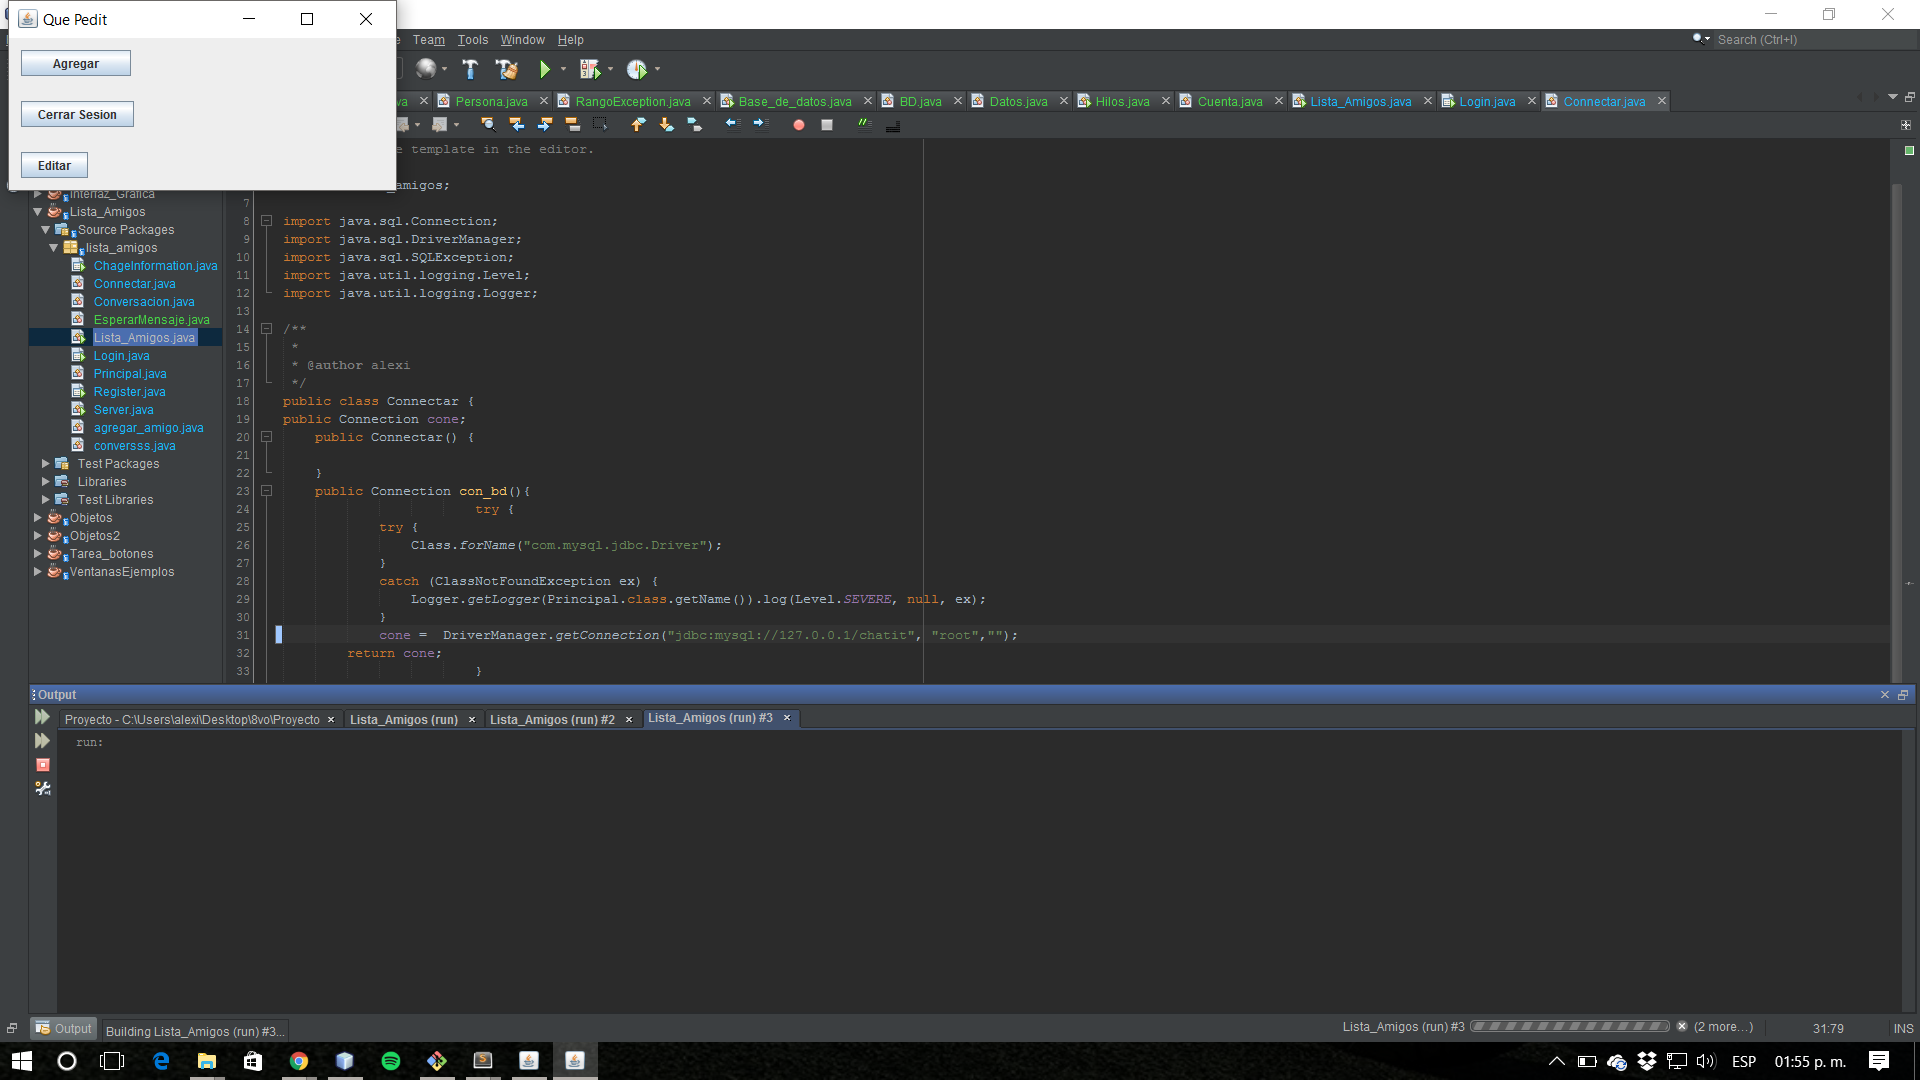 Que Pedit
Agregar
Cerrar Sesion
Editar
Team Tools Window Help
Search (Ctrl+I)
va Persona.java RangoException.java Base_de_datos.java BD.java Datos.java Hilos.java Cuenta.java Lista_Amigos.java Login.java Connectar.java
e template in the editor.
_amigos;
7
8 import java.sql.Connection;
9 import java.sql.DriverManager;
10 import java.sql.SQLException;
11 import java.util.logging.Level;
12 import java.util.logging.Logger;
13
14 /**
15 *
16 * @author alexi
17 */
18 public class Connectar {
19 public Connection cone;
20 public Connectar() {
21
22 }
23 public Connection con_bd(){
24 try {
25 try {
26 Class.forName("com.mysql.jdbc.Driver");
27 }
28 catch (ClassNotFoundException ex) {
29 Logger.getLogger(Principal.class.getName()).log(Level.SEVERE, null, ex);
30 }
31 cone = DriverManager.getConnection("jdbc:mysql://127.0.0.1/chatit", "root","");
32 return cone;
33 }
Interfaz_Grafica
Lista_Amigos
Source Packages
lista_amigos
ChageInformation.java
Connectar.java
Conversacion.java
EsperarMensaje.java
Lista_Amigos.java
Login.java
Principal.java
Register.java
Server.java
agregar_amigo.java
conversss.java
Test Packages
Libraries
Test Libraries
Objetos
Objetos2
Tarea_botones
VentanasEjemplos
Output
Proyecto - C:\Users\alexi\Desktop\8vo\Proyecto Lista_Amigos (run) Lista_Amigos (run) #2 Lista_Amigos (run) #3
run:
Output
Building Lista_Amigos (run) #3...
Lista_Amigos (run) #3 (2 more...) 31:79 INS
ESP 01:55 p. m.